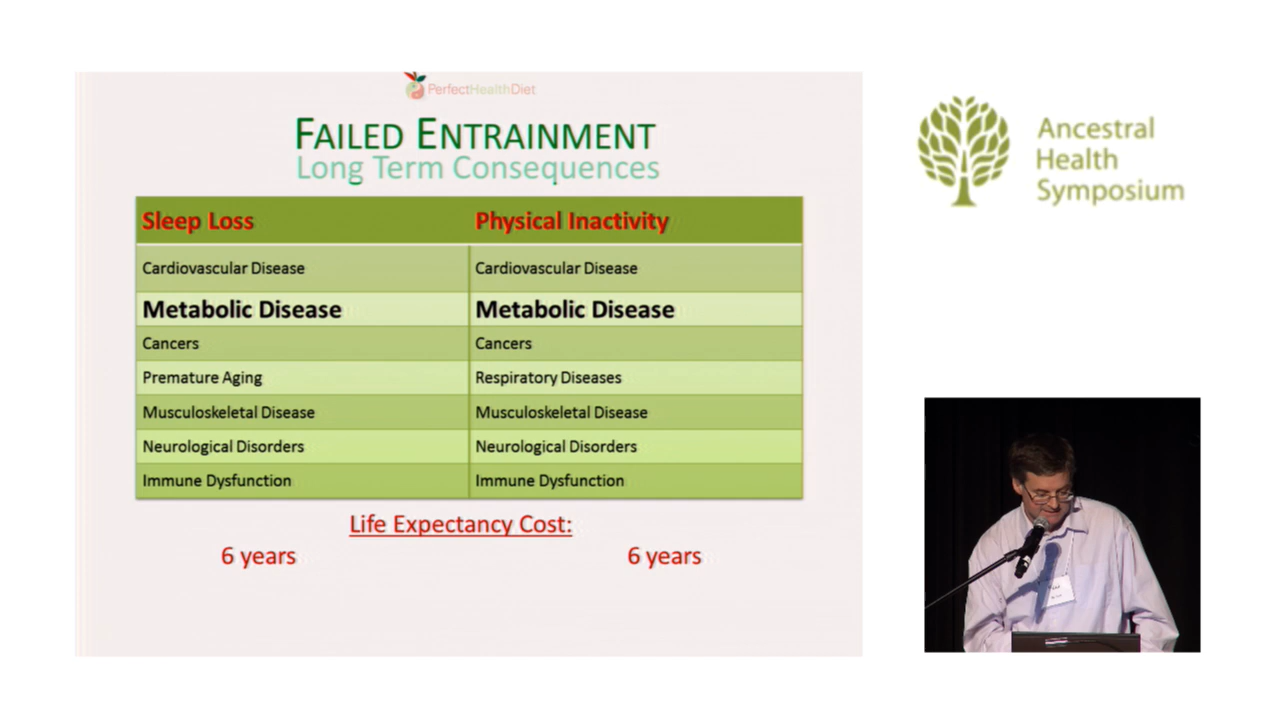 PerfectHealthDiet
FAILED ENTRAINMENT
Long Term Consequences
Sleep Loss Physical Inactivity
Cardiovascular Disease Cardiovascular Disease
Metabolic Disease Metabolic Disease
Cancers Cancers
Premature Aging Respiratory Diseases
Musculoskeletal Disease Musculoskeletal Disease
Neurological Disorders Neurological Disorders
Immune Dysfunction Immune Dysfunction
Life Expectancy Cost:
6 years 6 years
Ancestral
Health
Symposium